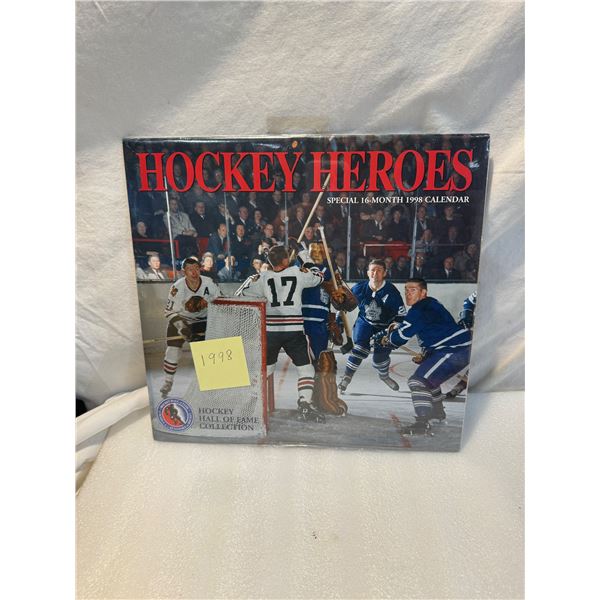 HOCKEY HEROES
SPECIAL 16-MONTH 1998 CALENDAR
A
17
A
1998
HOCKEY
HALL OF FAME
COLLECTION